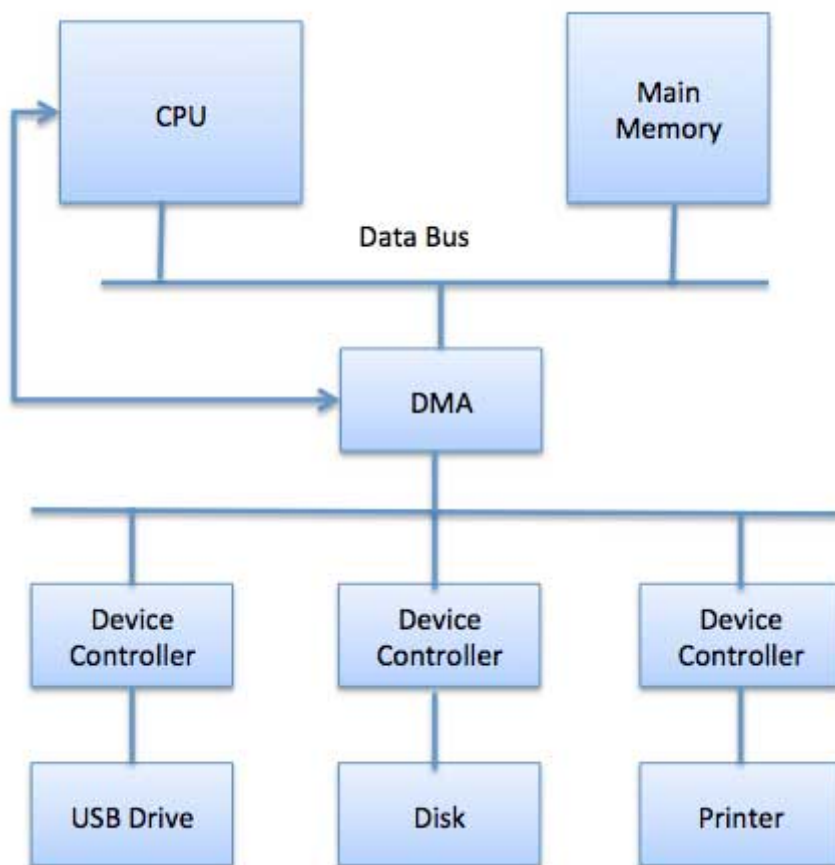 CPU
Main
Memory
Data Bus
DMA
Device
Controller
Device
Controller
Device
Controller
USB Drive
Disk
Printer